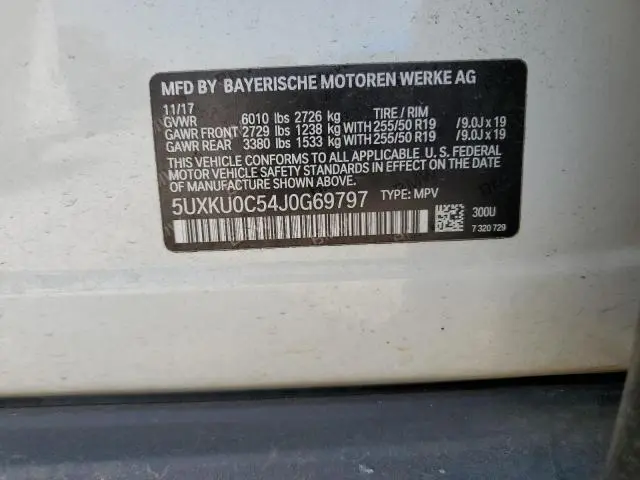 MFD BY BAYERISCHE MOTOREN WERKE AG
11/17
GVWR 6010 lbs 2726 kg TIRE / RIM
GAWR FRONT 2729 lbs 1238 kg WITH 255/50 R19 /9.0J x 19
GAWR REAR 3380 lbs 1533 kg WITH 255/50 R19 /9.0J x 19
THIS VEHICLE CONFORMS TO ALL APPLICABLE U. S. FEDERAL
MOTOR VEHICLE SAFETY STANDARDS IN EFFECT ON THE DATE
OF MANUFACTURE SHOWN ABOVE.
5UXKU0C54J0G69797 TYPE: MPV
300U
7 320 729